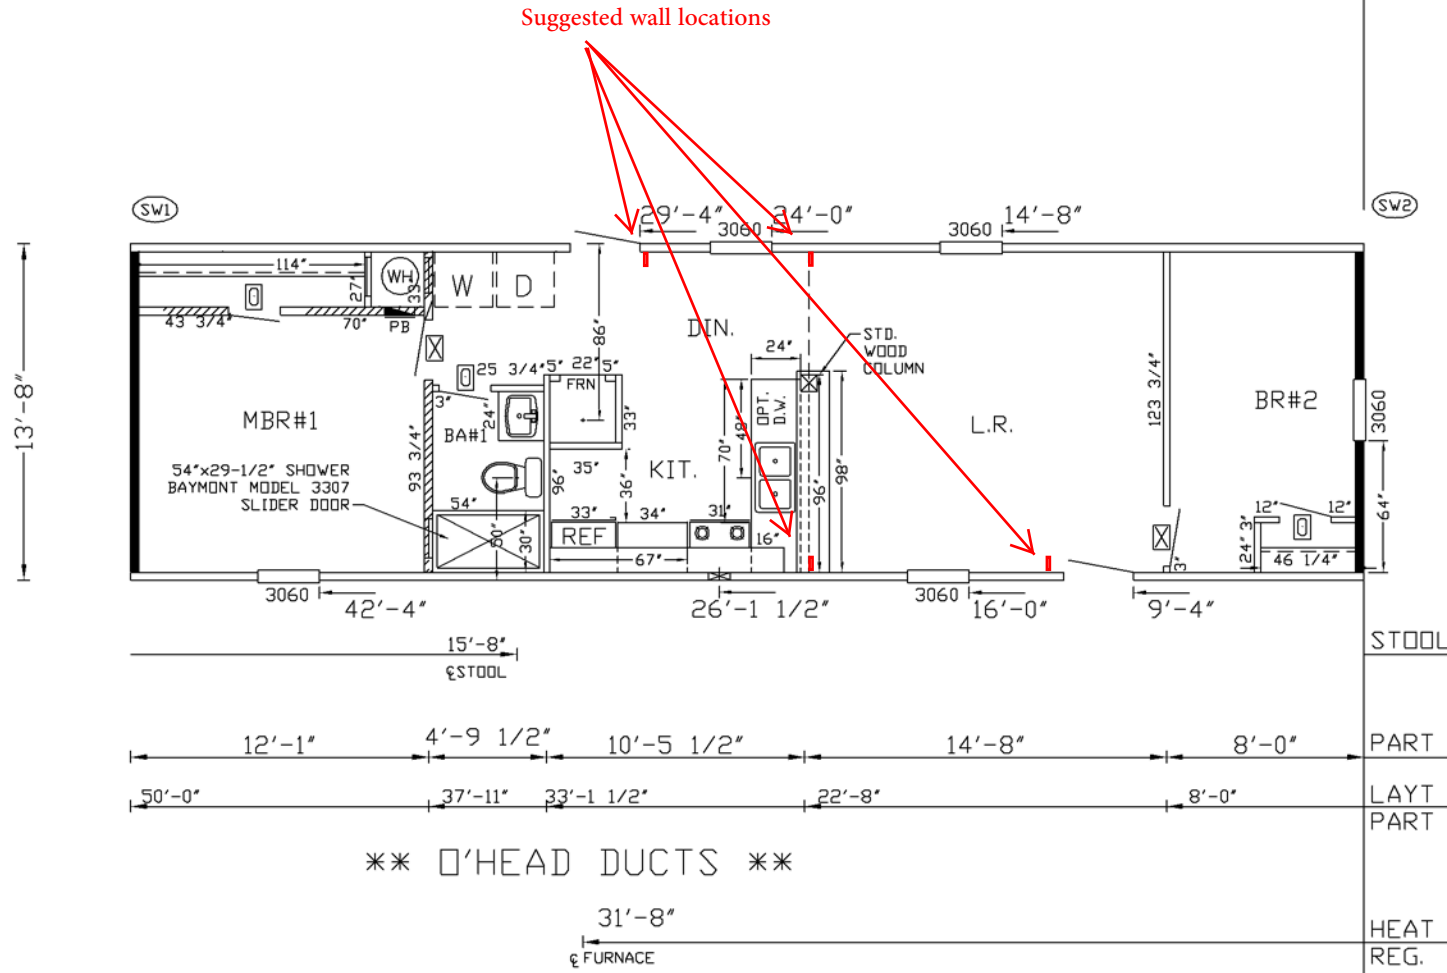 Suggested wall locations
SW1
29'-4"
24'-0"
14'-8"
SW2
3060
3060
114"
WH
W
D
27"
33"
43 3/4"
70"
PB
86"
DIN.
STD.
WOOD
COLUMN
24"
13'-8"
25 3/4"
5"
22"
5"
FRN
3"
24"
33"
48"
OPT.
D.W.
123 3/4"
MBR#1
BA#1
L.R.
BR#2
3060
93 3/4"
KIT.
70"
54"x29-1/2" SHOWER
BAYMONT MODEL 3307
SLIDER DOOR
96"
35"
36"
96"
98"
54"
33"
34"
31"
12"
12"
64"
50"
30"
REF
16"
24"
3"
67"
3"
46 1/4"
3060
42'-4"
26'-1 1/2"
3060
16'-0"
9'-4"
15'-8"
℄STOOL
STOOL
12'-1"
4'-9 1/2"
10'-5 1/2"
14'-8"
8'-0"
PART
50'-0"
37'-11"
33'-1 1/2"
22'-8"
8'-0"
LAYT
PART
** O'HEAD DUCTS **
31'-8"
HEAT
℄ FURNACE
REG.